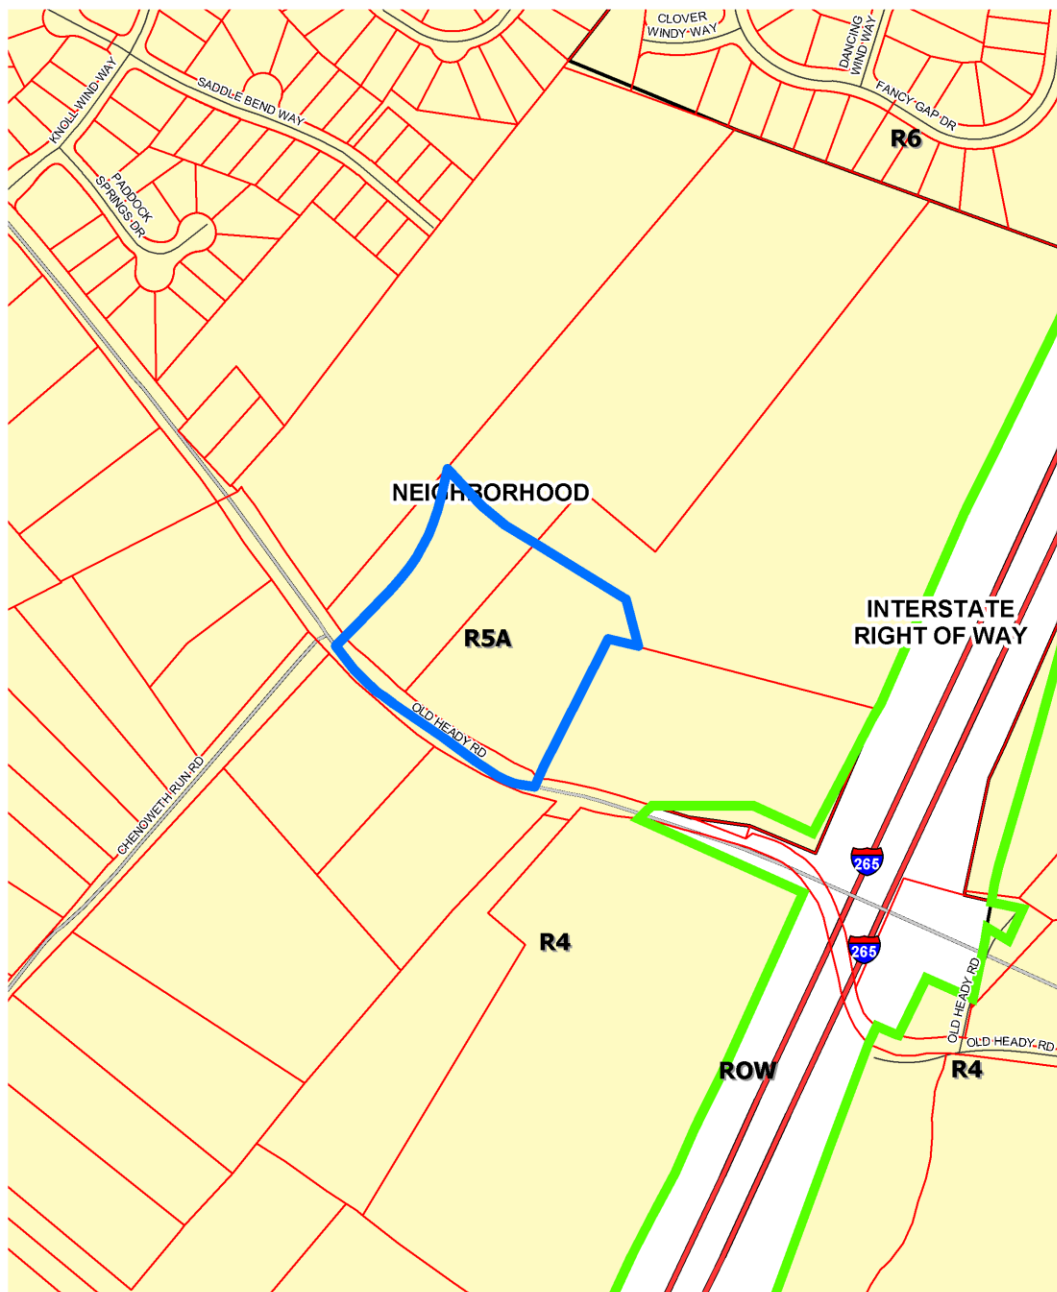 CLOVER
WINDY WAY
DANCING
WIND WAY
FANCY GAP DR
R6
KNOLL WIND WAY
SADDLE BEND WAY
PADDOCK
SPRINGS DR
NEIGHBORHOOD
R5A
INTERSTATE
RIGHT OF WAY
OLD HEADY RD
CHENOWETH RUN RD
265
R4
265
OLD HEADY RD
OLD HEADY RD
ROW
R4